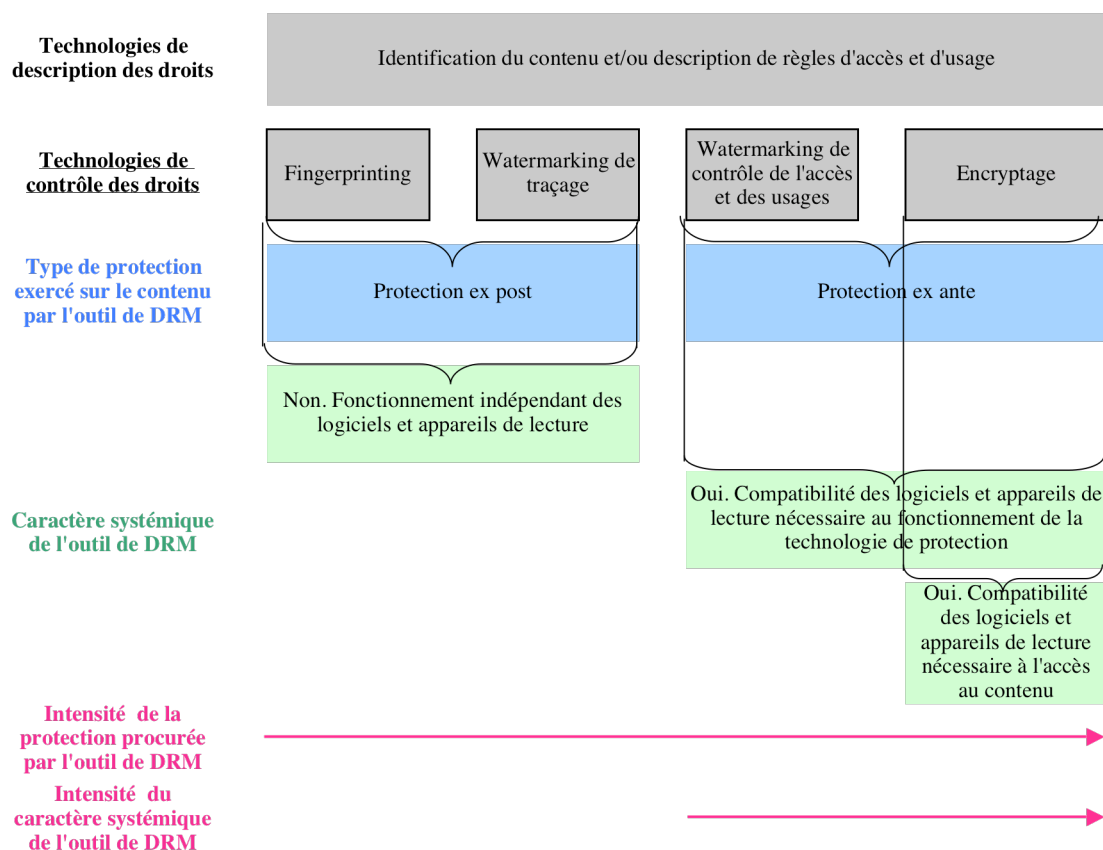 Technologies de
description des droits
Identification du contenu et/ou description de règles d'accès et d'usage
Technologies de
contrôle des droits
Fingerprinting
Watermarking de
traçage
Watermarking de
contrôle de l'accès
et des usages
Encryptage
Type de protection
exercé sur le contenu
par l'outil de DRM
Protection ex post
Protection ex ante
Non. Fonctionnement indépendant des
logiciels et appareils de lecture
Caractère systémique
de l'outil de DRM
Oui. Compatibilité des logiciels et appareils de
lecture nécessaire au fonctionnement de la
technologie de protection
Oui. Compatibilité
des logiciels et
appareils de lecture
nécessaire à l'accès
au contenu
Intensité de la
protection procurée
par l'outil de DRM
Intensité du
caractère systémique
de l'outil de DRM